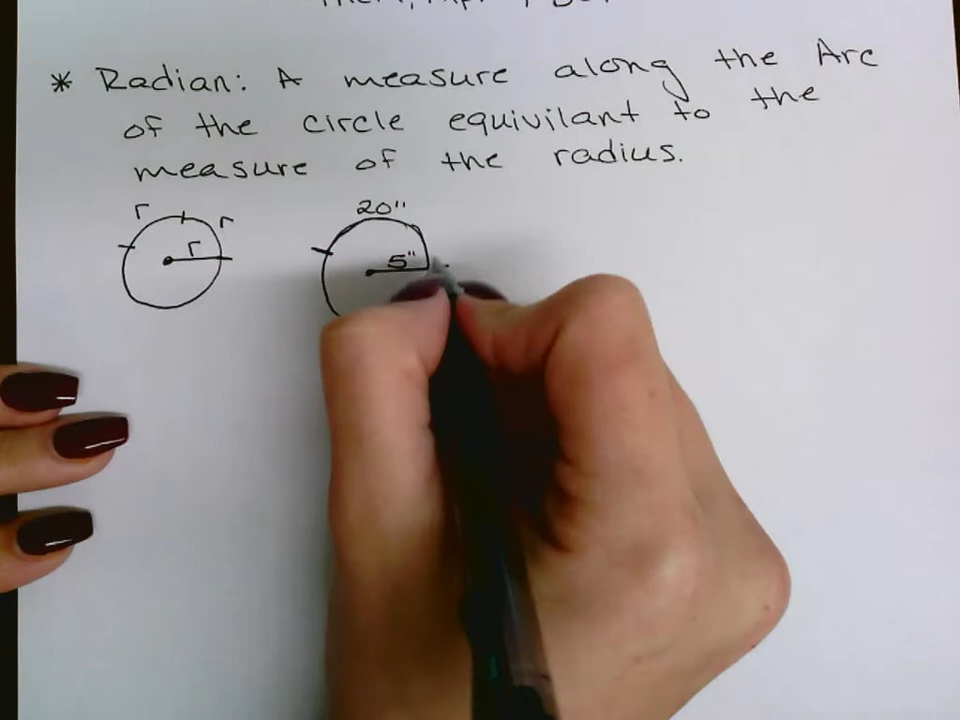 * Radian: A measure along the Arc
of the circle equivilant to the
measure of the radius.
r r 20"
r 5"